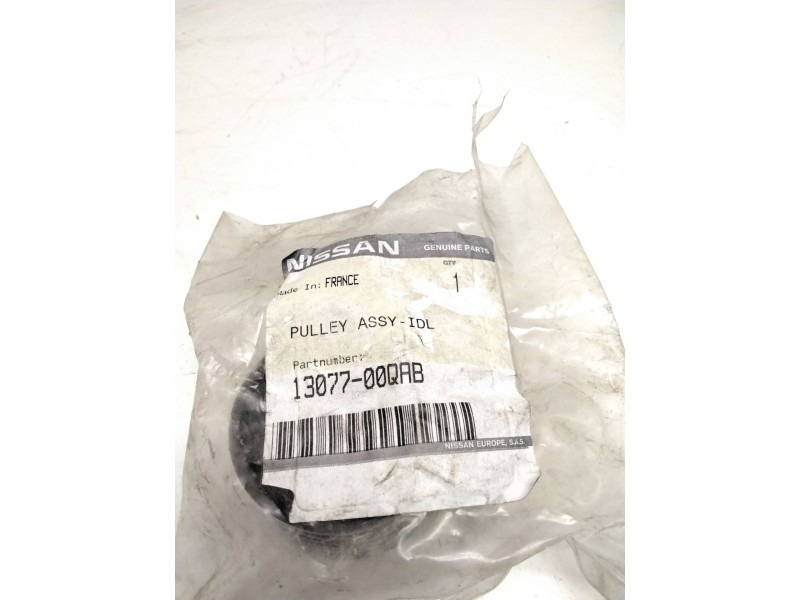 NISSAN GENUINE PARTS
Made In: FRANCE
QTY
1
PULLEY ASSY-IDL
Partnumber:
13077-00QAB
NISSAN EUROPE, S.A.S.